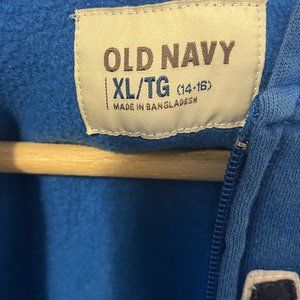 OLD NAVY
XL/TG (14-16)
MADE IN BANGLADESH